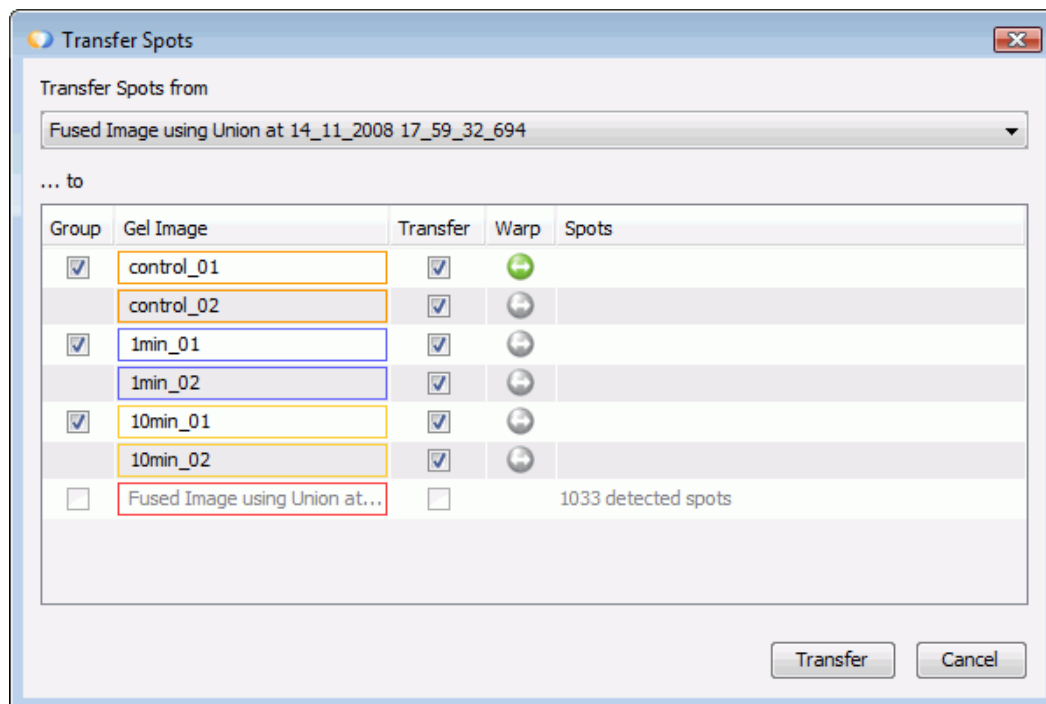 Transfer Spots
Transfer Spots from
Fused Image using Union at 14_11_2008 17_59_32_694
... to
Group Gel Image Transfer Warp Spots
control_01
control_02
1min_01
1min_02
10min_01
10min_02
Fused Image using Union at... 1033 detected spots
Transfer Cancel